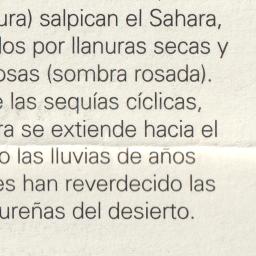 ura) salpican el Sahara,
los por llanuras secas y
osas (sombra rosada).
e las sequías cíclicas,
ra se extiende hacia el
o las lluvias de años
es han reverdecido las
ureñas del desierto.